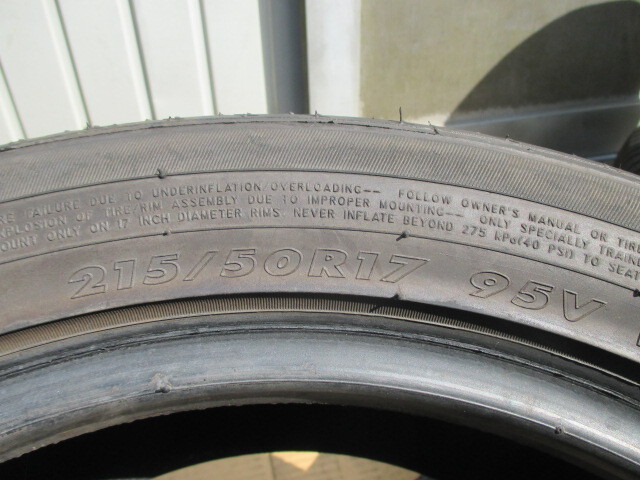 FAILURE DUE TO UNDERINFLATION OVERLOADING-- FOLLOW OWNER'S MANUAL OR TIRE
EXPLOSION OF TIRE/RIM ASSEMBLY DUE TO IMPROPER MOUNTING-- ONLY SPECIALLY TRAINE
OUNT ONLY ON 17 INCH DIAMETER RIMS. NEVER INFLATE BEYOND 275 kPa(40 PSI) TO SEAT
215/50R17 95V